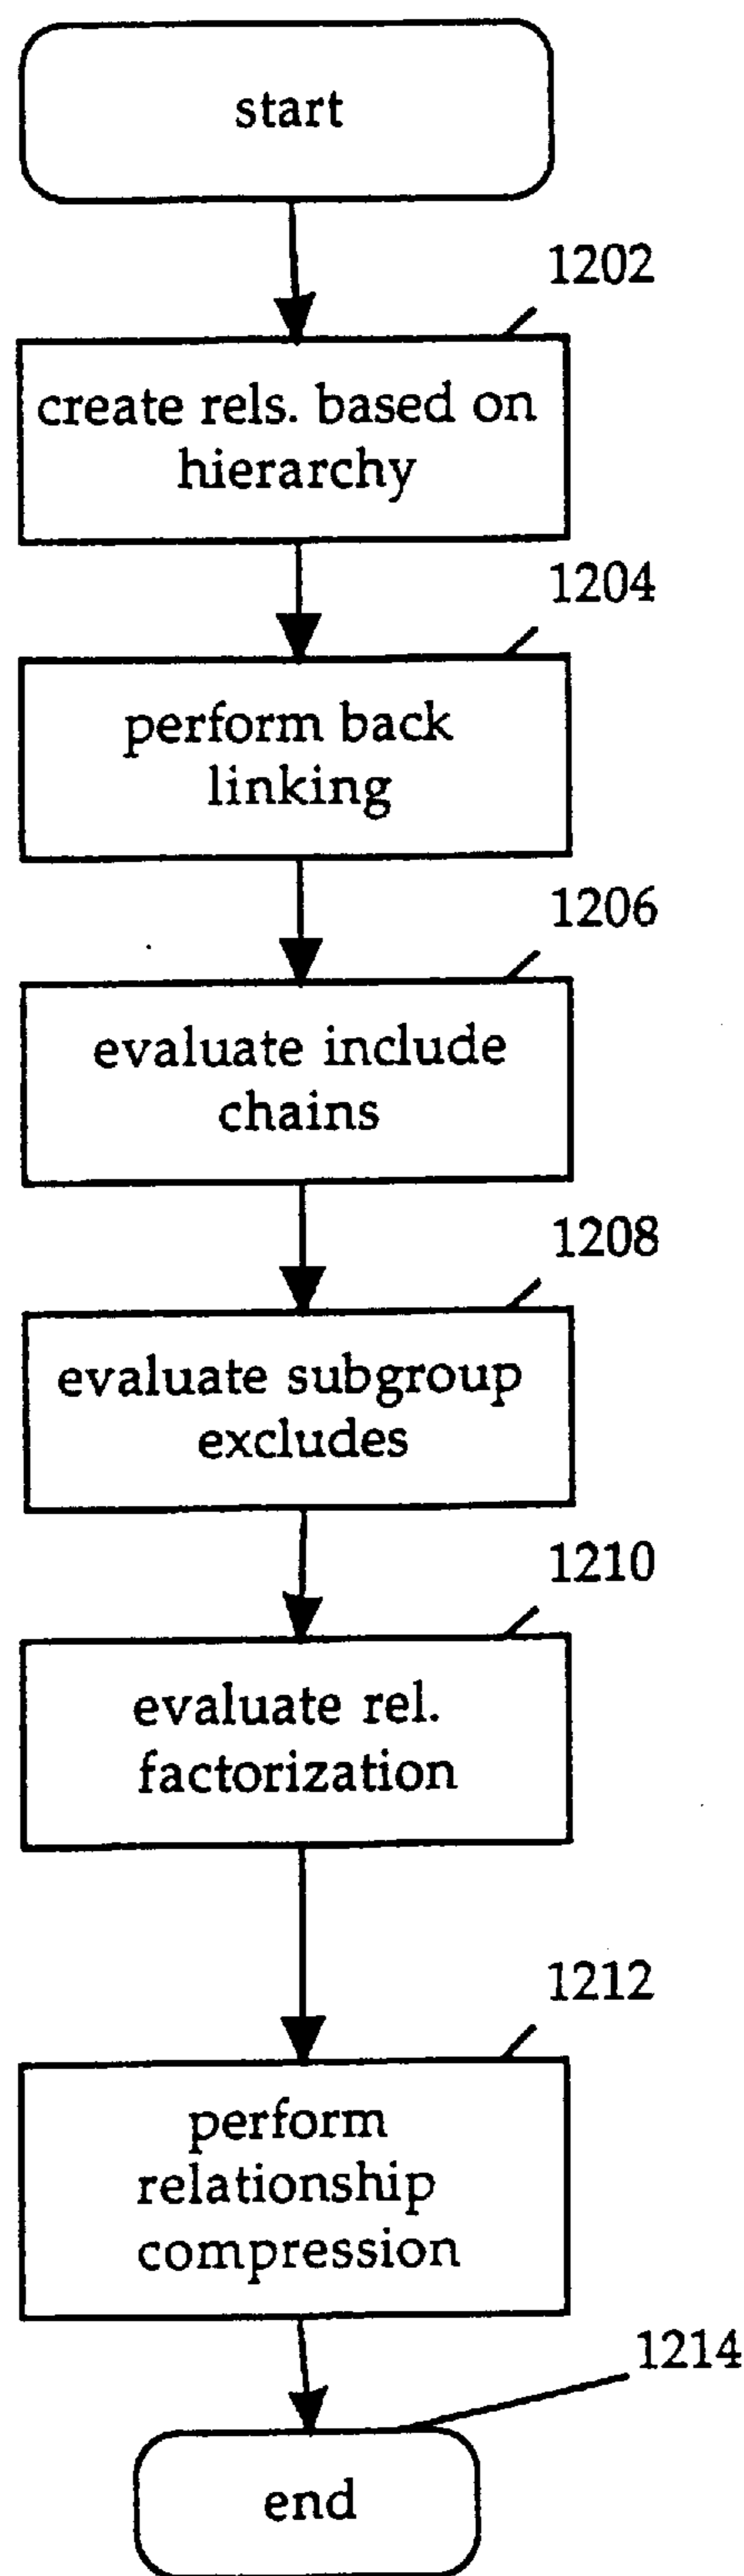 start
1202
create rels. based on
hierarchy
1204
perform back
linking
1206
evaluate include
chains
1208
evaluate subgroup
excludes
1210
evaluate rel.
factorization
1212
perform
relationship
compression
1214
end